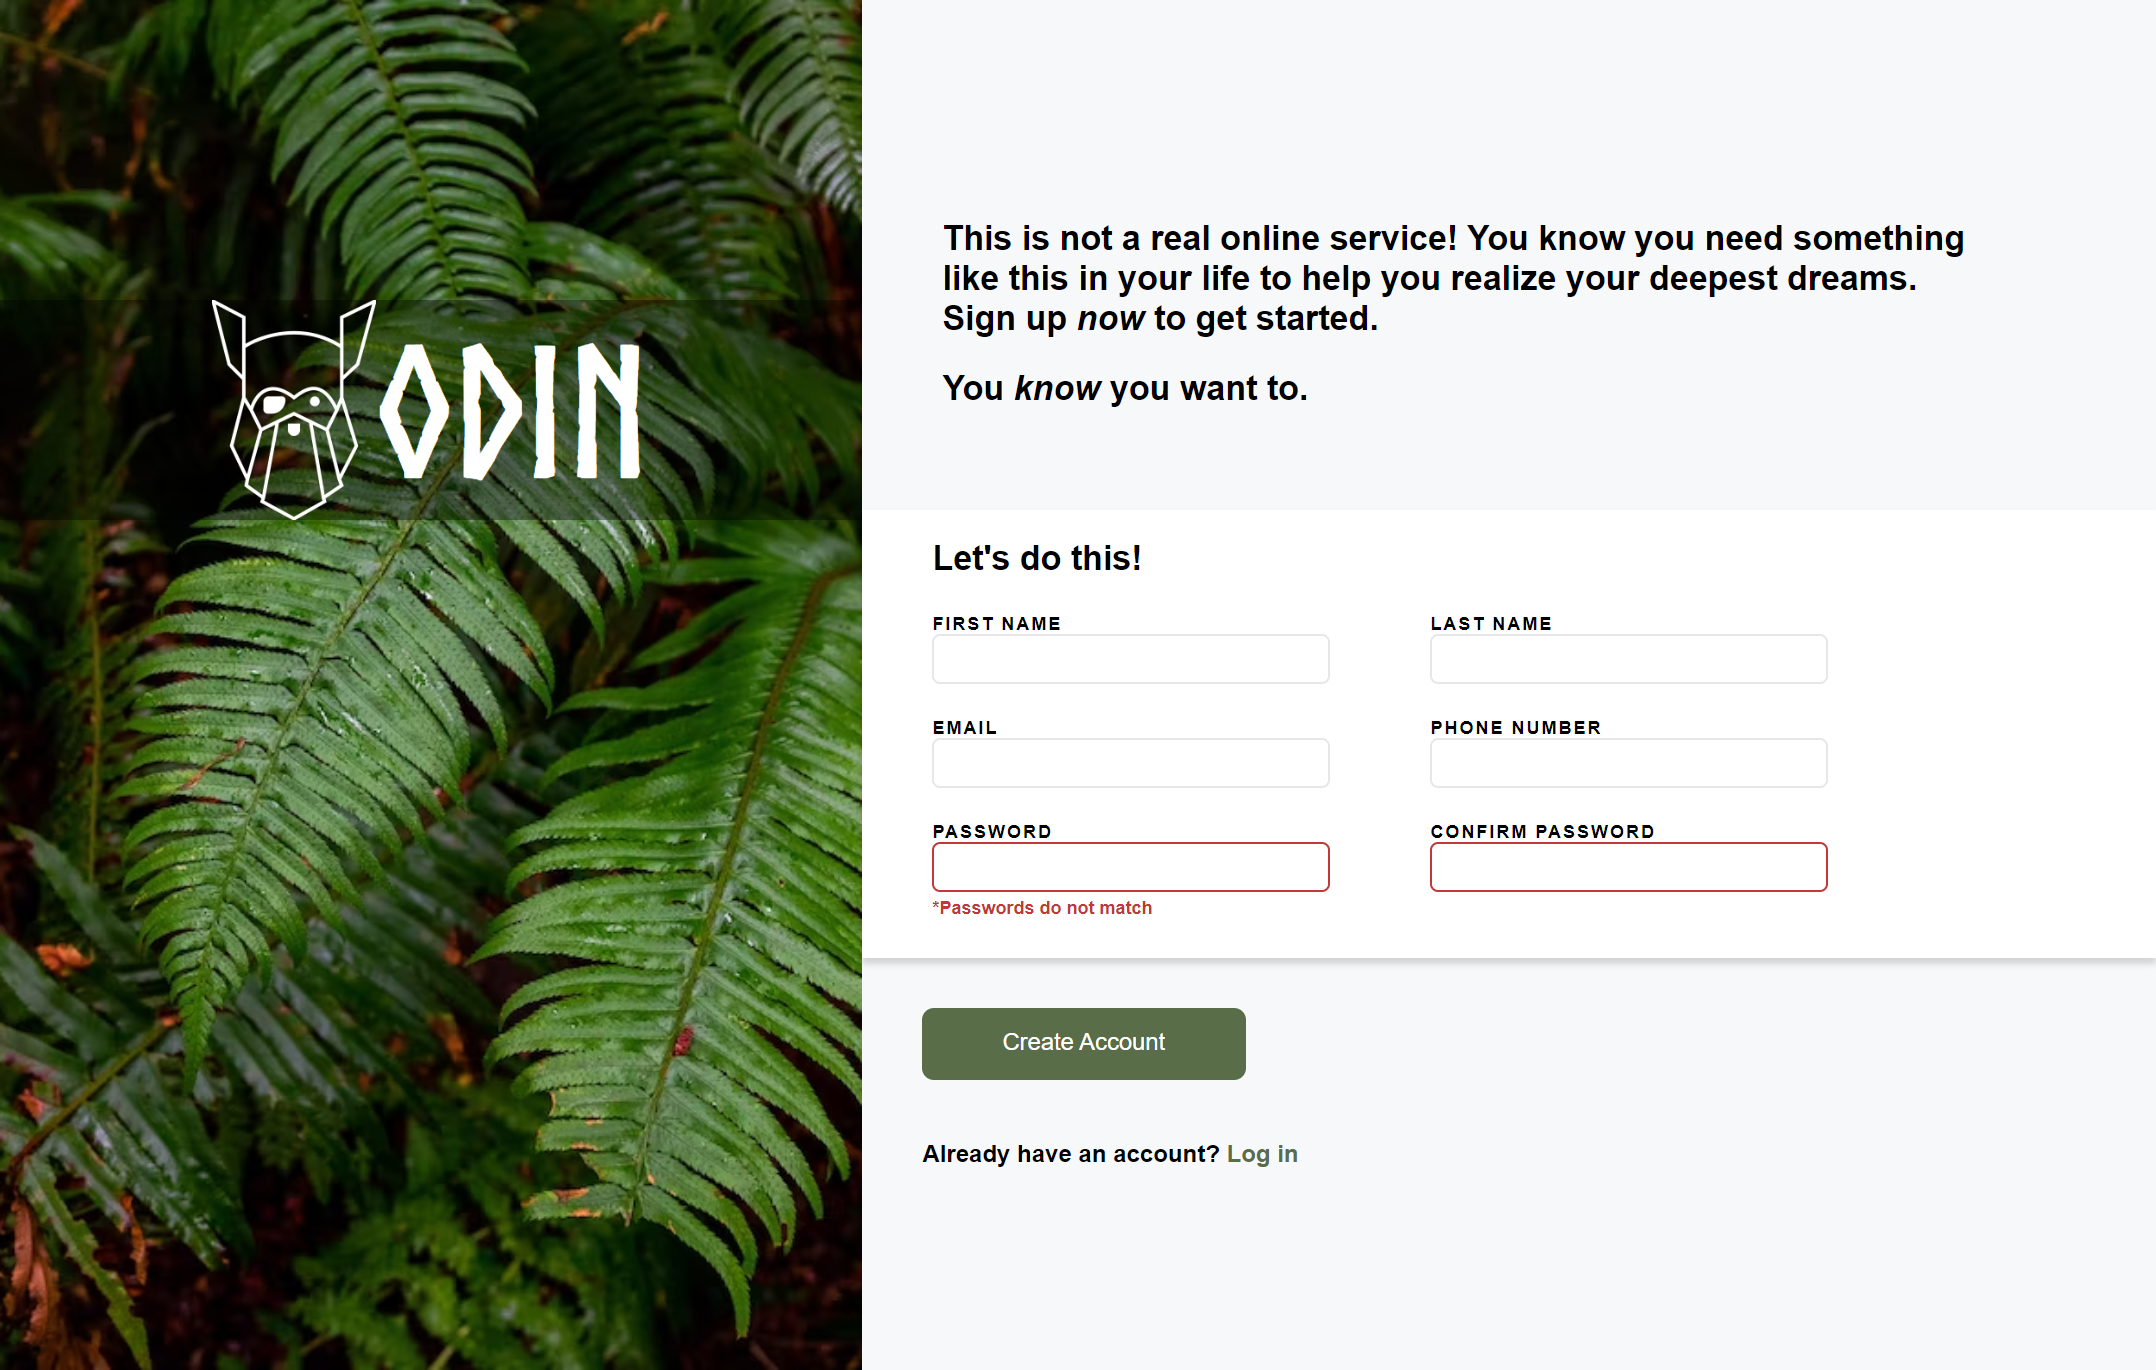 ODIN
This is not a real online service! You know you need something
like this in your life to help you realize your deepest dreams.
Sign up now to get started.
You know you want to.
Let's do this!
FIRST NAME
LAST NAME
EMAIL
PHONE NUMBER
PASSWORD
CONFIRM PASSWORD
*Passwords do not match
Create Account
Already have an account? Log in